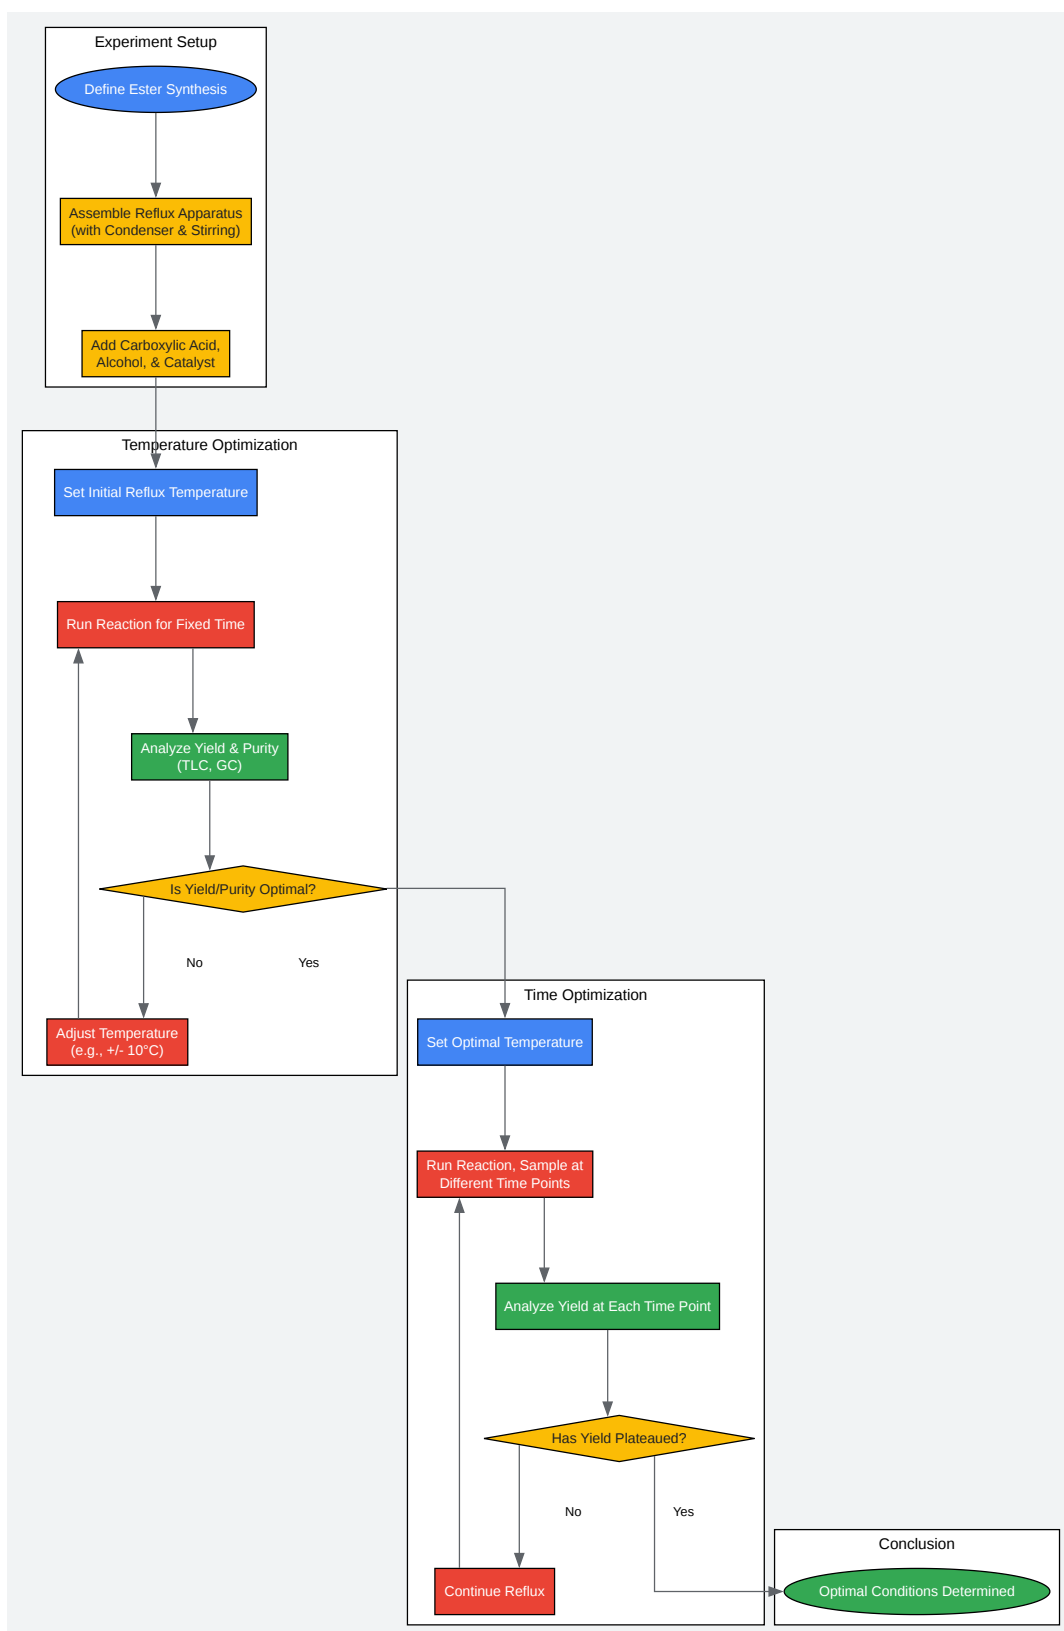 Experiment Setup
Define Ester Synthesis
Assemble Reflux Apparatus
(with Condenser & Stirring)
Add Carboxylic Acid,
Alcohol, & Catalyst
Temperature Optimization
Set Initial Reflux Temperature
Run Reaction for Fixed Time
Analyze Yield & Purity
(TLC, GC)
Is Yield/Purity Optimal?
No
Yes
Adjust Temperature
(e.g., +/- 10°C)
Time Optimization
Set Optimal Temperature
Run Reaction, Sample at
Different Time Points
Analyze Yield at Each Time Point
Has Yield Plateaued?
No
Yes
Continue Reflux
Conclusion
Optimal Conditions Determined